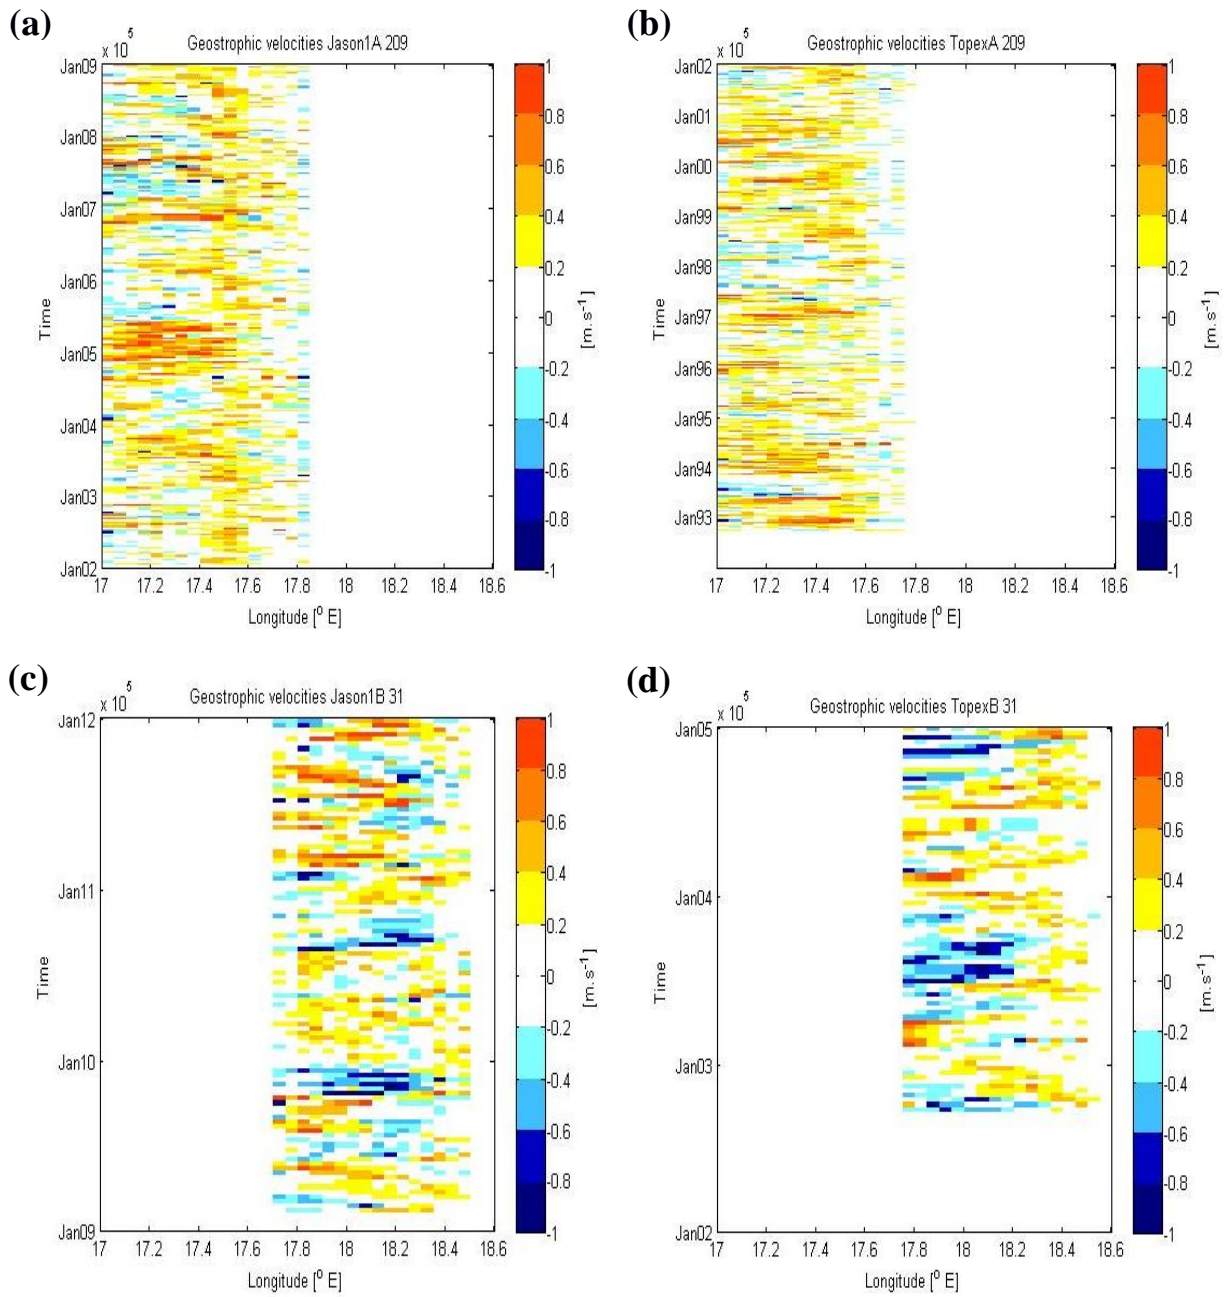 (a)
x 10^5
Geostrophic velocities Jason1A 209
Jan09
Jan08
Jan07
Jan06
Jan05
Jan04
Jan03
Jan02
Time
17 17.2 17.4 17.6 17.8 18 18.2 18.4 18.6
Longitude [° E]
1
0.8
0.6
0.4
0.2
0
-0.2
-0.4
-0.6
-0.8
-1
[m.s^-1]
(b)
x 10^5
Geostrophic velocities TopexA 209
Jan02
Jan01
Jan00
Jan99
Jan98
Jan97
Jan96
Jan95
Jan94
Jan93
Time
17 17.2 17.4 17.6 17.8 18 18.2 18.4 18.6
Longitude [° E]
1
0.8
0.6
0.4
0.2
0
-0.2
-0.4
-0.6
-0.8
-1
[m.s^-1]
(c)
x 10^5
Geostrophic velocities Jason1B 31
Jan12
Jan11
Jan10
Jan09
Time
17 17.2 17.4 17.6 17.8 18 18.2 18.4 18.6
Longitude [° E]
1
0.8
0.6
0.4
0.2
0
-0.2
-0.4
-0.6
-0.8
-1
[m.s^-1]
(d)
x 10^5
Geostrophic velocities TopexB 31
Jan05
Jan04
Jan03
Jan02
Time
17 17.2 17.4 17.6 17.8 18 18.2 18.4 18.6
Longitude [° E]
1
0.8
0.6
0.4
0.2
0
-0.2
-0.4
-0.6
-0.8
-1
[m.s^-1]